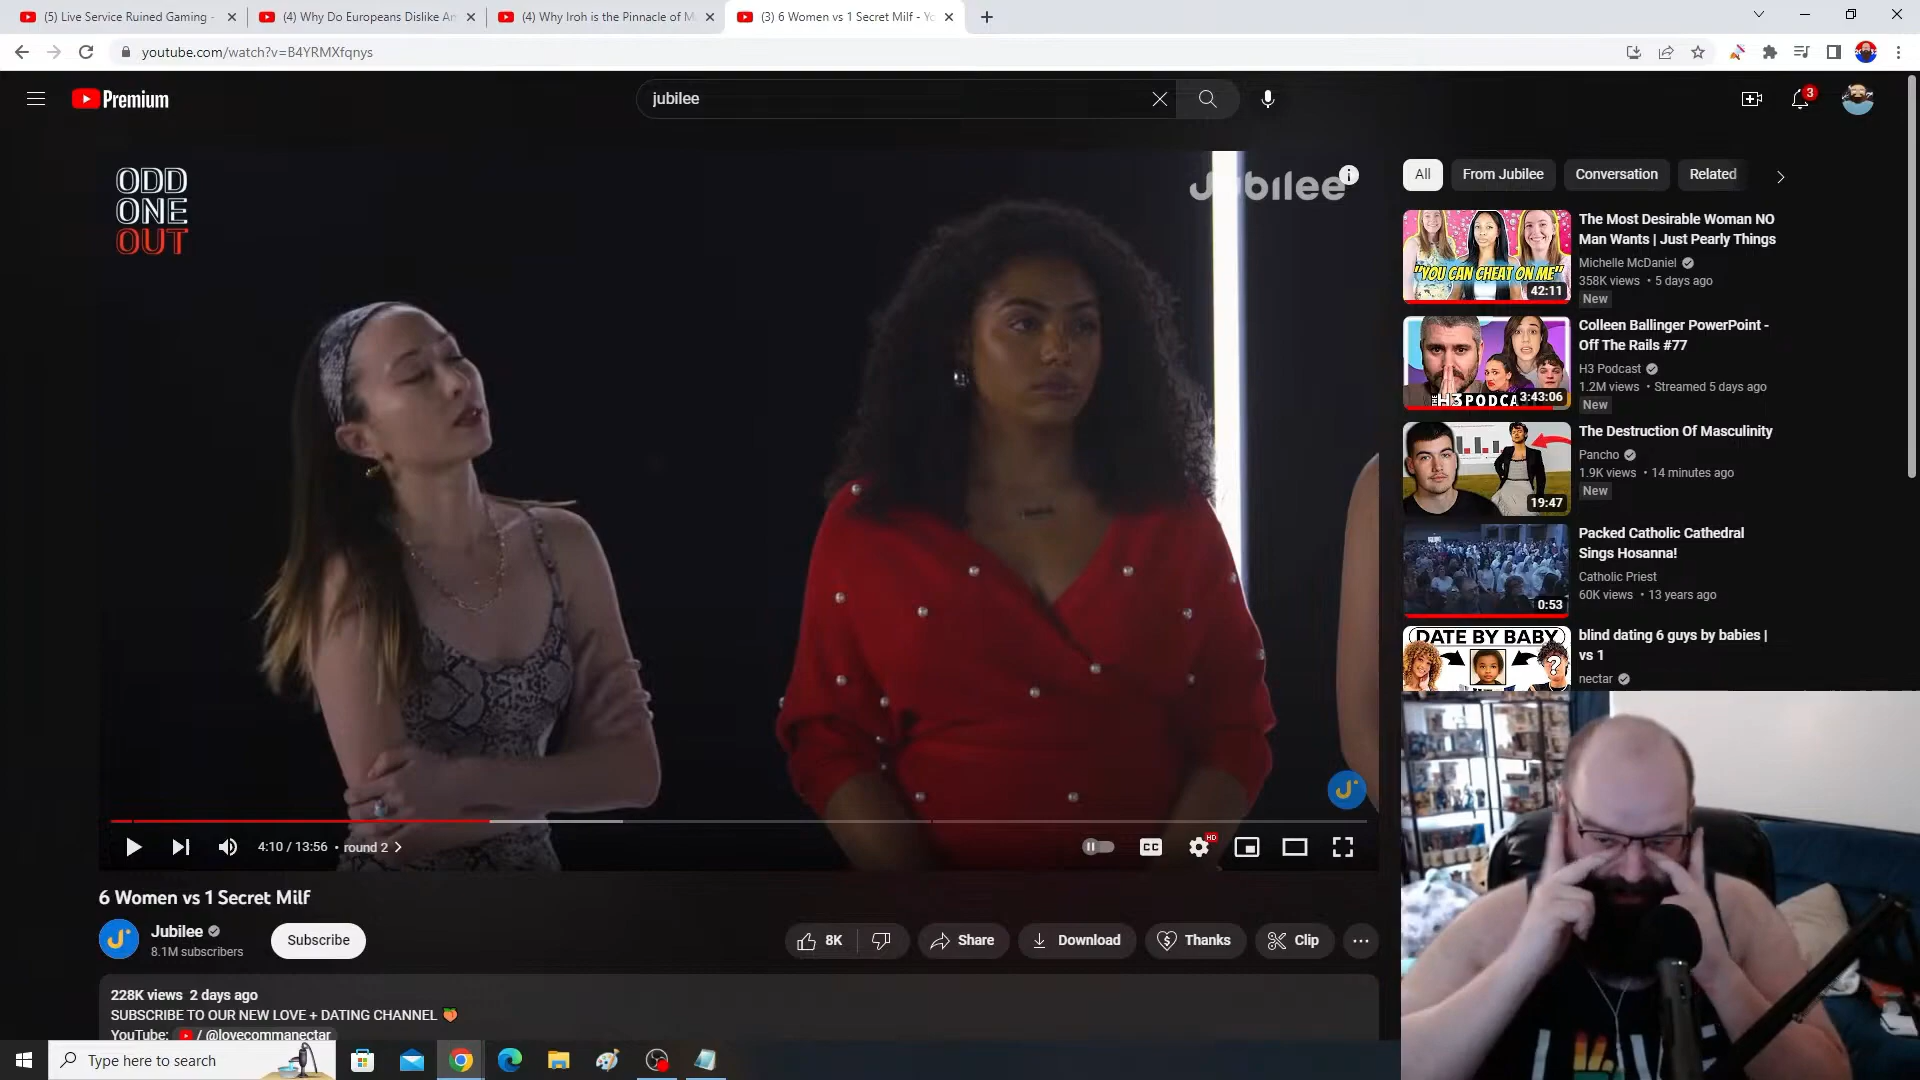 (5) Live Service Ruined Gaming -
(4) Why Do Europeans Dislike Am
(4) Why Iroh is the Pinnacle of M
(3) 6 Women vs 1 Secret Milf - Yo
youtube.com/watch?v=B4YRMXfqnys
Premium
jubilee
3
ODD
ONE
OUT
Jubilee
All
From Jubilee
Conversation
Related
"YOU CAN CHEAT ON ME"
42:11
The Most Desirable Woman NO
Man Wants | Just Pearly Things
Michelle McDaniel
358K views • 5 days ago
New
THE H3 PODCA
3:43:06
Colleen Ballinger PowerPoint -
Off The Rails #77
H3 Podcast
1.2M views • Streamed 5 days ago
New
19:47
The Destruction Of Masculinity
Pancho
1.9K views • 14 minutes ago
New
0:53
Packed Catholic Cathedral
Sings Hosanna!
Catholic Priest
60K views • 13 years ago
DATE BY BABY
blind dating 6 guys by babies |
vs 1
nectar
4:10 / 13:56 • round 2
CC
HD
6 Women vs 1 Secret Milf
Jubilee
8.1M subscribers
Subscribe
8K
Share
Download
Thanks
Clip
228K views 2 days ago
SUBSCRIBE TO OUR NEW LOVE + DATING CHANNEL 🍑
YouTube: / @lovecommanectar
Type here to search